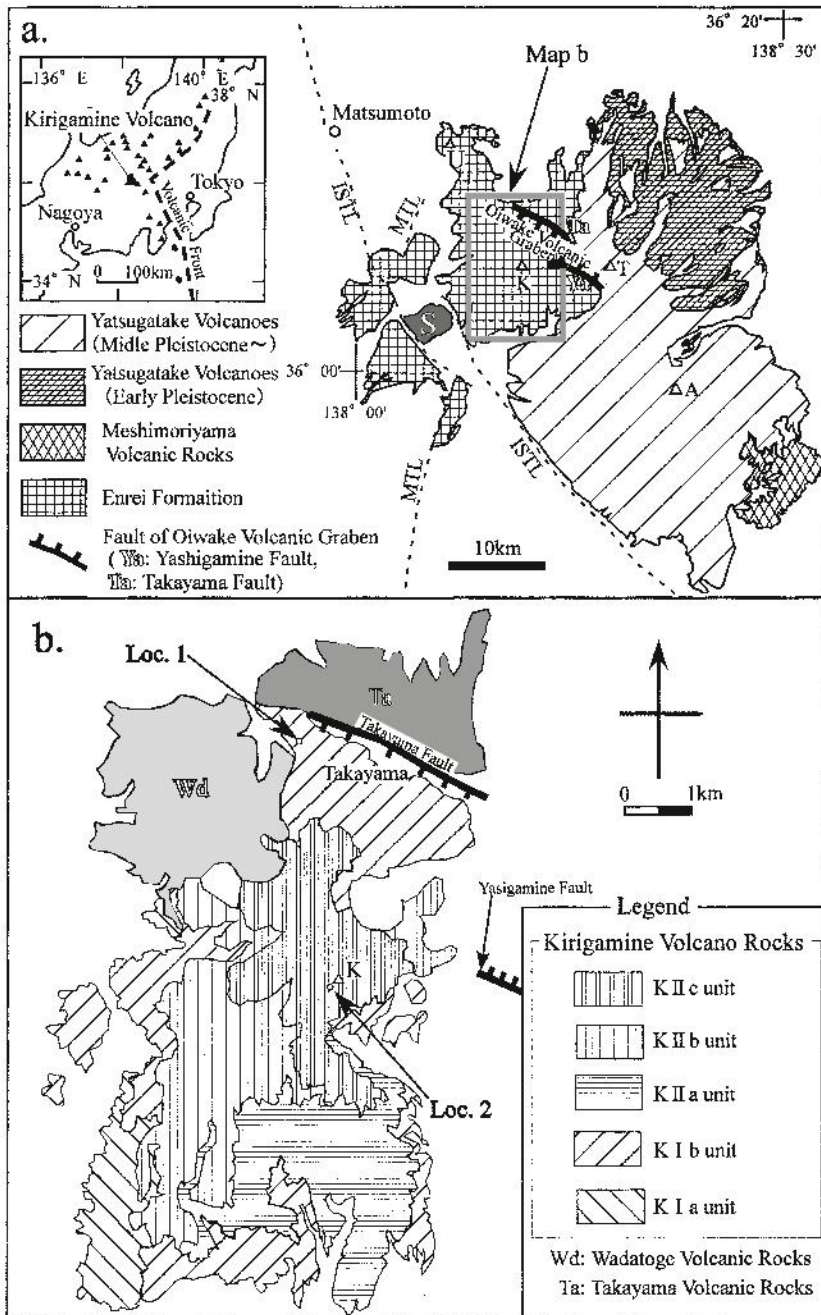 a.
136° E
140° E
38° N
Kirigamine Volcano
Tokyo
Nagoya
Volcanic Front
34° N
0 100km
Map b
36° 20'
138° 30'
Matsumoto
ISTL
MTL
Oiwake Volcanic Graben
Ta
Ya
K
T
S
A
36° 00'
138° 00'
MTL
ISTL
10km
Yatsugatake Volcanoes
(Midle Pleistocene~)
Yatsugatake Volcanoes
(Early Pleistocene)
Meshimoriyama
Volcanic Rocks
Enrei Formaition
Fault of Oiwake Volcanic Graben
(Ya: Yashigamine Fault,
Ta: Takayama Fault)
b.
Loc. 1
Ta
Takayama Fault
Takayama
Wd
0 1km
Yasigamine Fault
K
Loc. 2
Legend
Kirigamine Volcano Rocks
K II c unit
K II b unit
K II a unit
K I b unit
K I a unit
Wd: Wadatoge Volcanic Rocks
Ta: Takayama Volcanic Rocks